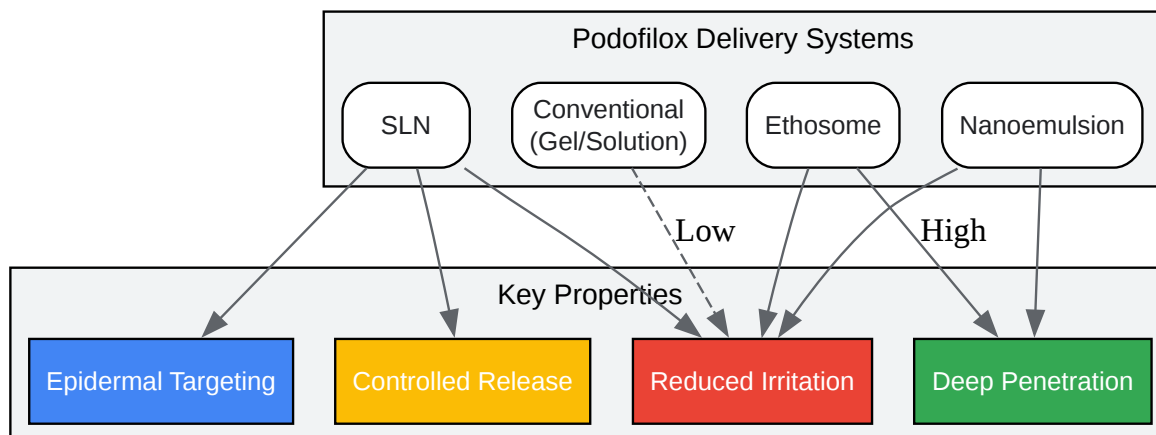 Podofilox Delivery Systems
SLN
Conventional
(Gel/Solution)
Ethosome
Nanoemulsion
Low
High
Key Properties
Epidermal Targeting
Controlled Release
Reduced Irritation
Deep Penetration